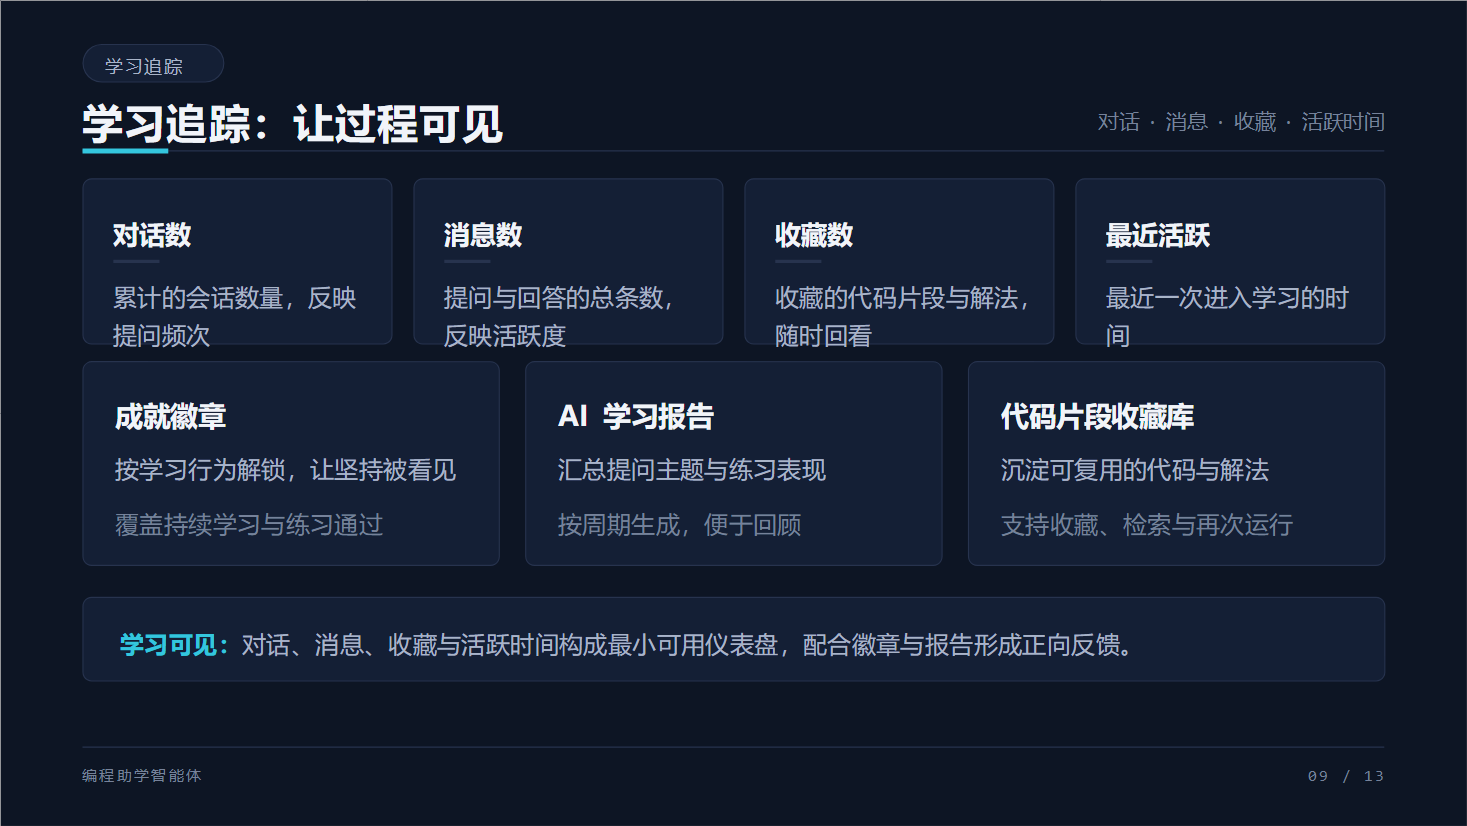 学习追踪
学习追踪：让过程可见
对话 · 消息 · 收藏 · 活跃时间
对话数
累计的会话数量，反映
提问频次
消息数
提问与回答的总条数，
反映活跃度
收藏数
收藏的代码片段与解法，
随时回看
最近活跃
最近一次进入学习的时
间
成就徽章
按学习行为解锁，让坚持被看见
覆盖持续学习与练习通过
AI 学习报告
汇总提问主题与练习表现
按周期生成，便于回顾
代码片段收藏库
沉淀可复用的代码与解法
支持收藏、检索与再次运行
学习可见：对话、消息、收藏与活跃时间构成最小可用仪表盘，配合徽章与报告形成正向反馈。
编程助学智能体
09 / 13